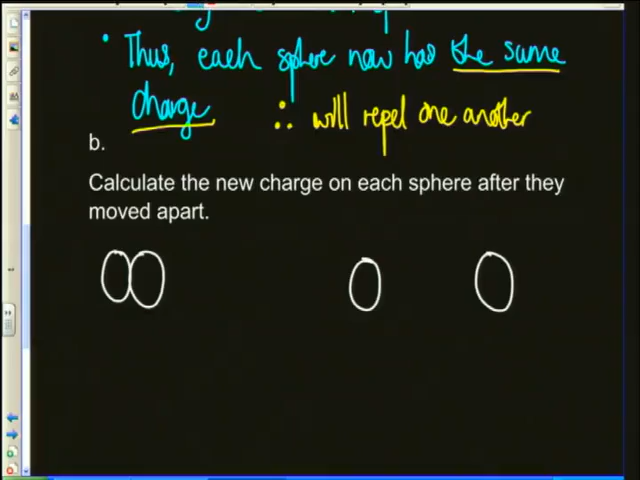 • Thus, each sphere now has the same
charge ∴ will repel one another
b.
Calculate the new charge on each sphere after they
moved apart.